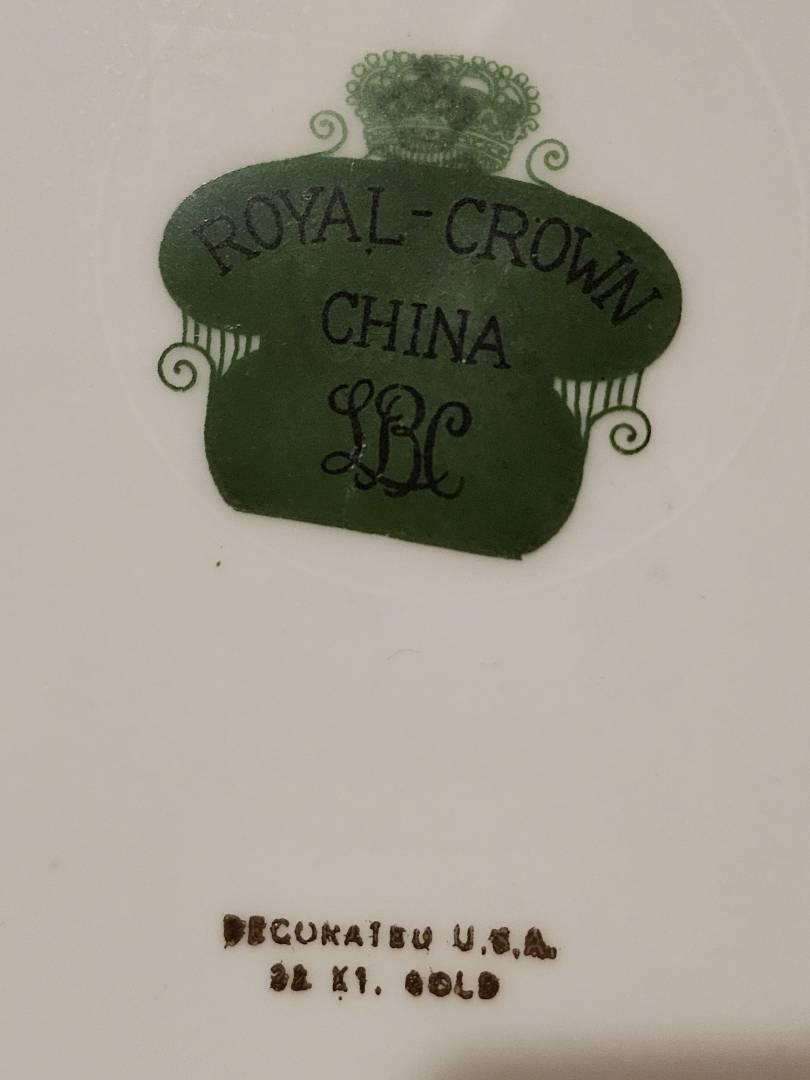 ROYAL-CROWN
CHINA
LBC
DECORATED U.S.A.
22 KT. GOLD